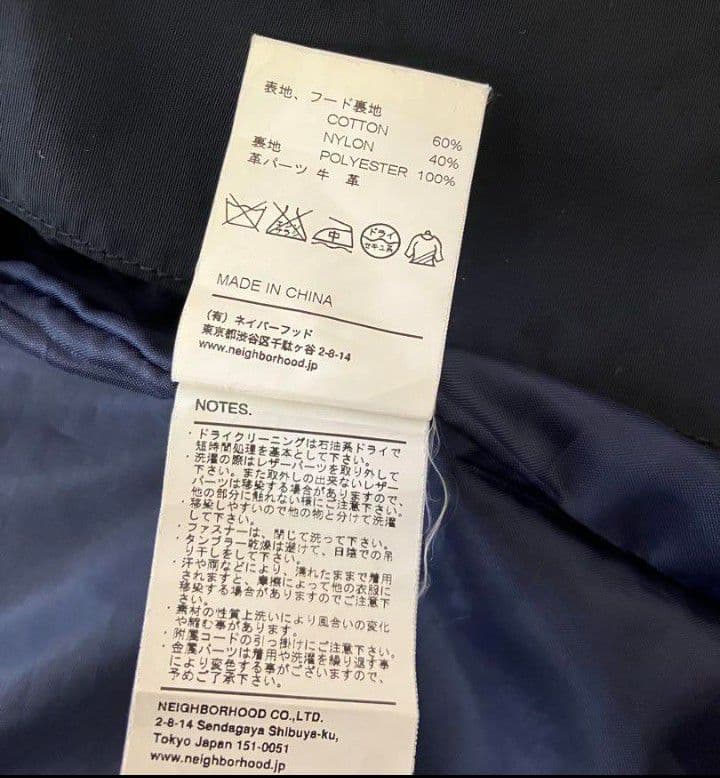 表地、フード裏地
COTTON 60%
NYLON 40%
裏地 POLYESTER 100%
革パーツ 牛 革
エンソ
サラシ
中
ドライ
セキユ系
MADE IN CHINA
(有) ネイバーフッド
東京都渋谷区千駄ヶ谷 2-8-14
www.neighborhood.jp
NOTES.
・ドライクリーニングは石油系ドライで
短時間処理を基本として下さい。
・洗濯の際はレザーパーツを取り外して
下さい。また取外しの出来ないレザー
パーツは移染する場合がありますので、
他の部分に触れない様にご注意下さい。
・移染しやすいので他の物と分けて洗濯
して下さい。
・ファスナーは、閉じて洗って下さい。
・タンブラー乾燥は避けて、日陰での吊
り干しをして下さい。
・汗や雨などにより、濡れたままで着用
されますと、摩擦によって他の衣服に
移染する場合がありますのでご注意下
さい。
・素材の性質上洗いにより風合いの変化
や縮む事があります。
・附属コードの引っ掛けにご注意下さい。
・金属パーツは着用や洗濯を繰り返す事
により変色する事がございますので、
予めご了承下さい。
NEIGHBORHOOD CO.,LTD.
2-8-14 Sendagaya Shibuya-ku,
Tokyo Japan 151-0051
www.neighborhood.jp